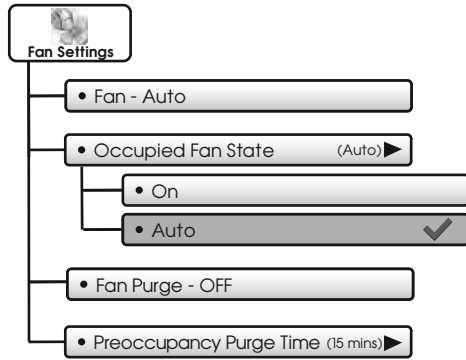 Fan Settings
• Fan - Auto
• Occupied Fan State (Auto)▶
• On
• Auto
• Fan Purge - OFF
• Preoccupancy Purge Time (15 mins)▶